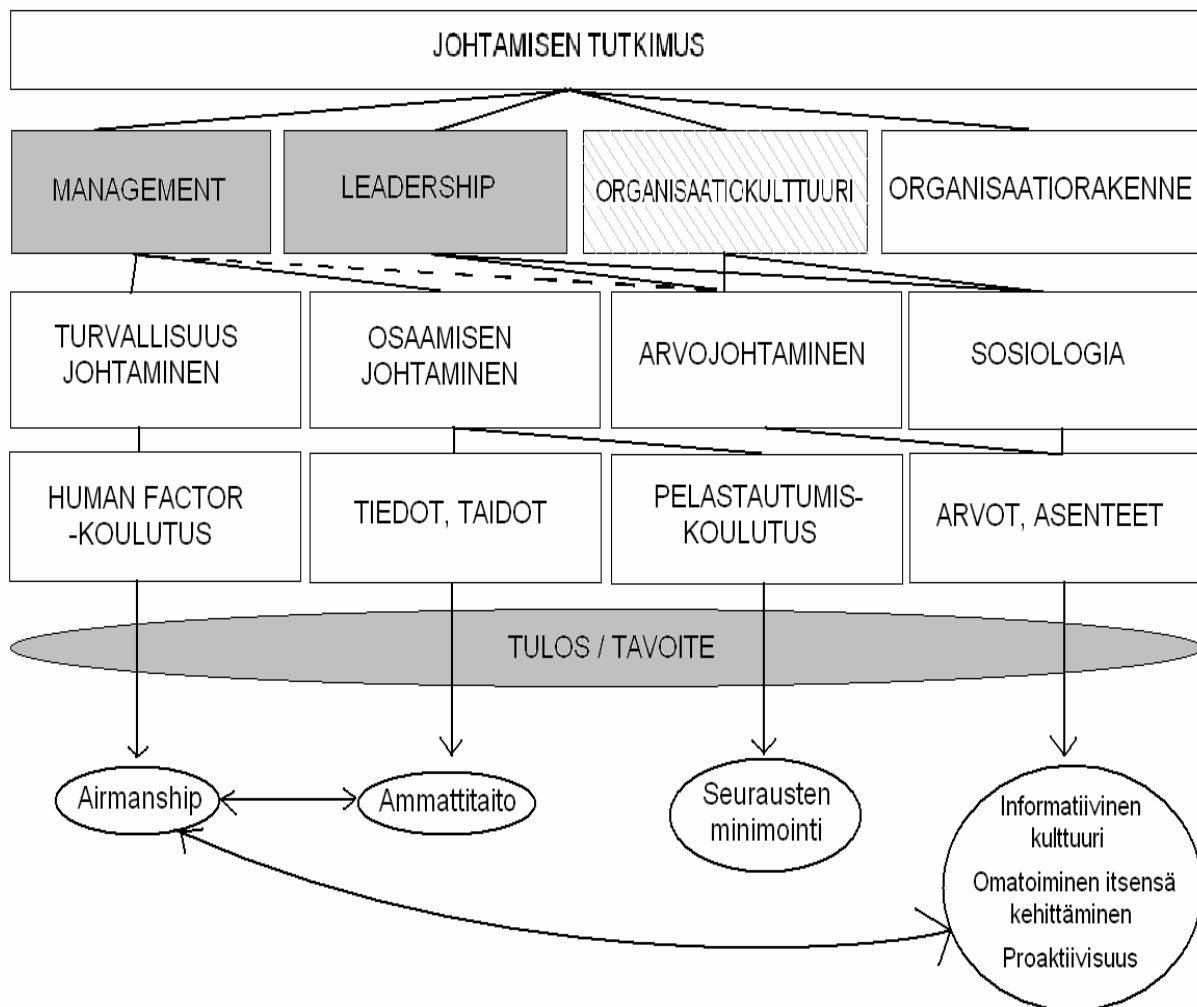 JOHTAMISEN TUTKIMUS
MANAGEMENT
LEADERSHIP
ORGANISAATIOKULTTUURI
ORGANISAATIORAKENNE
TURVALLISUUS
JOHTAMINEN
OSAAMISEN
JOHTAMINEN
ARVOJOHTAMINEN
SOSIOLOGIA
HUMAN FACTOR
-KOULUTUS
TIEDOT, TAIDOT
PELASTAUTUMIS-
KOULUTUS
ARVOT, ASENTEET
TULOS / TAVOITE
Airmanship
Ammattitaito
Seurausten
minimointi
Informatiivinen
kulttuuri
Omatoiminen itsensä
kehittäminen
Proaktiivisuus